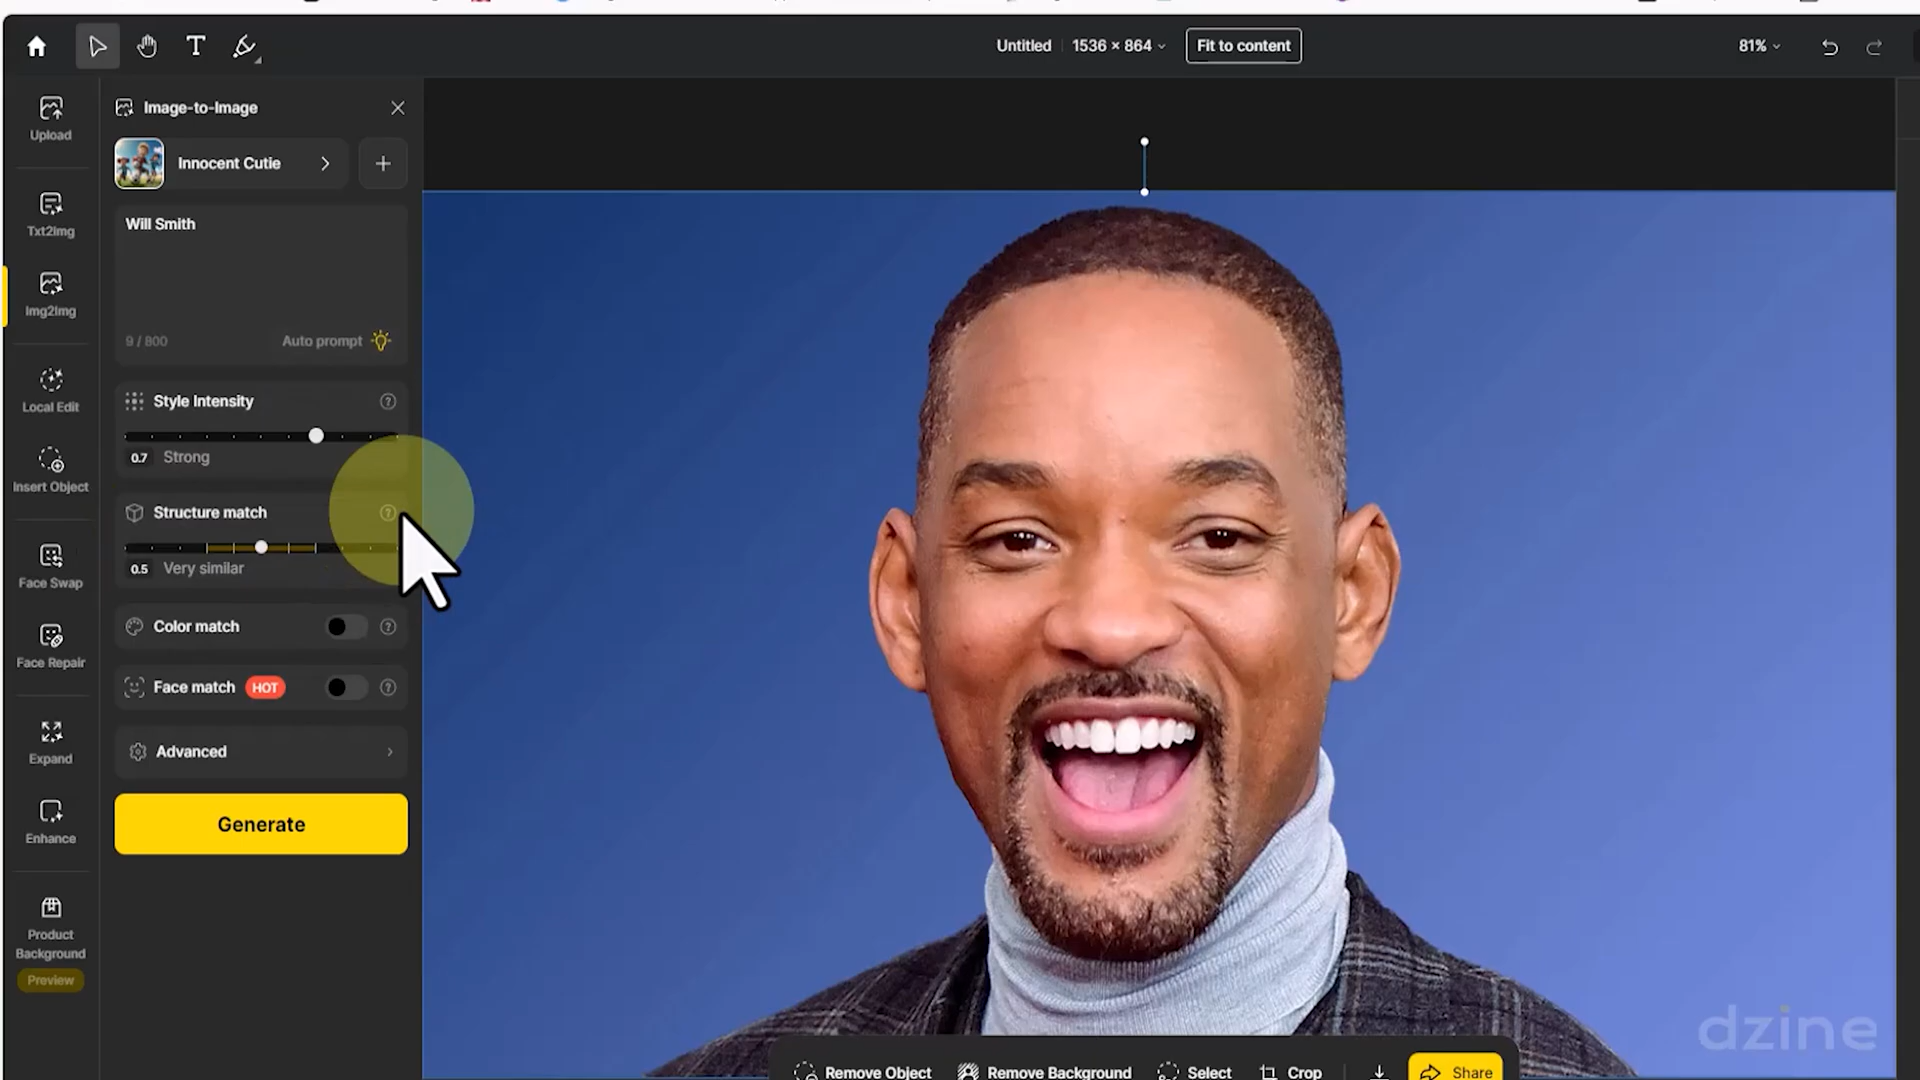 Untitled 1536 × 864 Fit to content 81%
Upload
Txt2Img
Img2Img
Local Edit
Insert Object
Face Swap
Face Repair
Expand
Enhance
Product
Background
Preview
Image-to-Image
Innocent Cutie
Will Smith
9 / 800 Auto prompt
Style Intensity
0.7 Strong
Structure match
0.5 Very similar
Color match
Face match HOT
Advanced
Generate
dzine
Remove Object Remove Background Select Crop Share